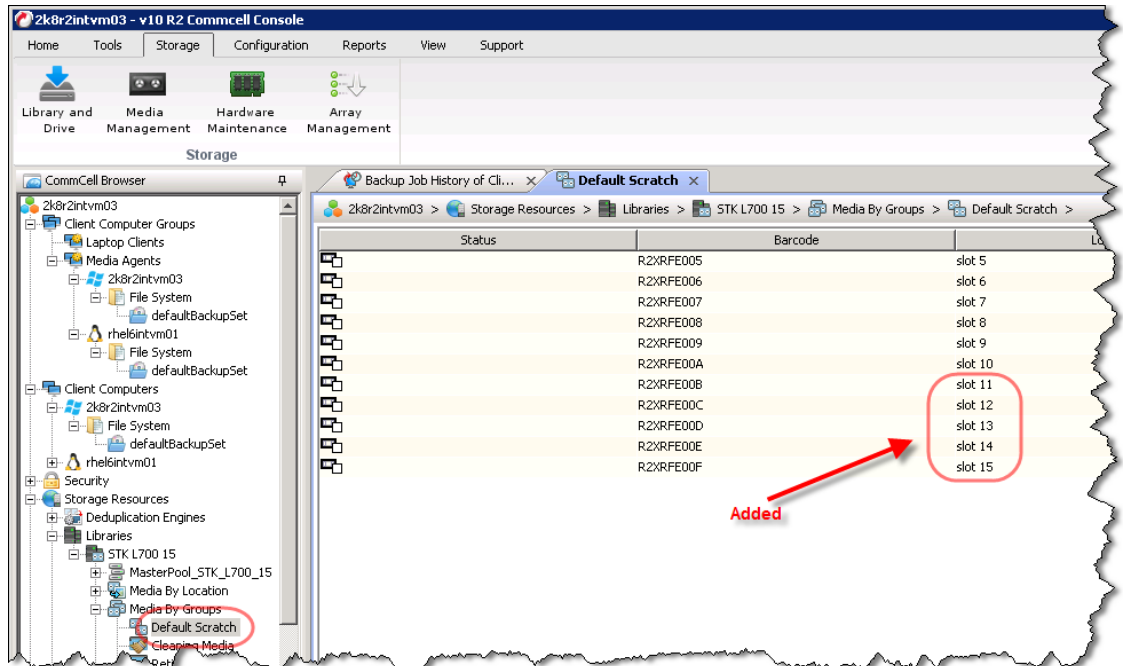 2k8r2intvm03 - v10 R2 Commcell Console
Home Tools Storage Configuration Reports View Support
Library and Drive
Media Management
Hardware Maintenance
Array Management
Storage
CommCell Browser
2k8r2intvm03
Client Computer Groups
Laptop Clients
Media Agents
2k8r2intvm03
File System
defaultBackupSet
rhel6intvm01
File System
defaultBackupSet
Client Computers
2k8r2intvm03
File System
defaultBackupSet
rhel6intvm01
Security
Storage Resources
Deduplication Engines
Libraries
STK L700 15
MasterPool_STK_L700_15
Media By Location
Media By Groups
Default Scratch
Cleaning Media
Backup Job History of Cli... x Default Scratch x
2k8r2intvm03 > Storage Resources > Libraries > STK L700 15 > Media By Groups > Default Scratch >
Status Barcode
R2XRFE005 slot 5
R2XRFE006 slot 6
R2XRFE007 slot 7
R2XRFE008 slot 8
R2XRFE009 slot 9
R2XRFE00A slot 10
R2XRFE00B slot 11
R2XRFE00C slot 12
R2XRFE00D slot 13
R2XRFE00E slot 14
R2XRFE00F slot 15
Added